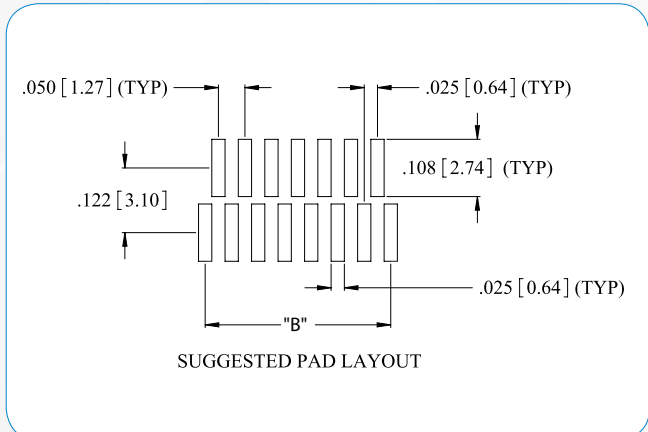 .050 [1.27] (TYP)
.025 [0.64] (TYP)
.108 [2.74] (TYP)
.122 [3.10]
.025 [0.64] (TYP)
"B"
SUGGESTED PAD LAYOUT